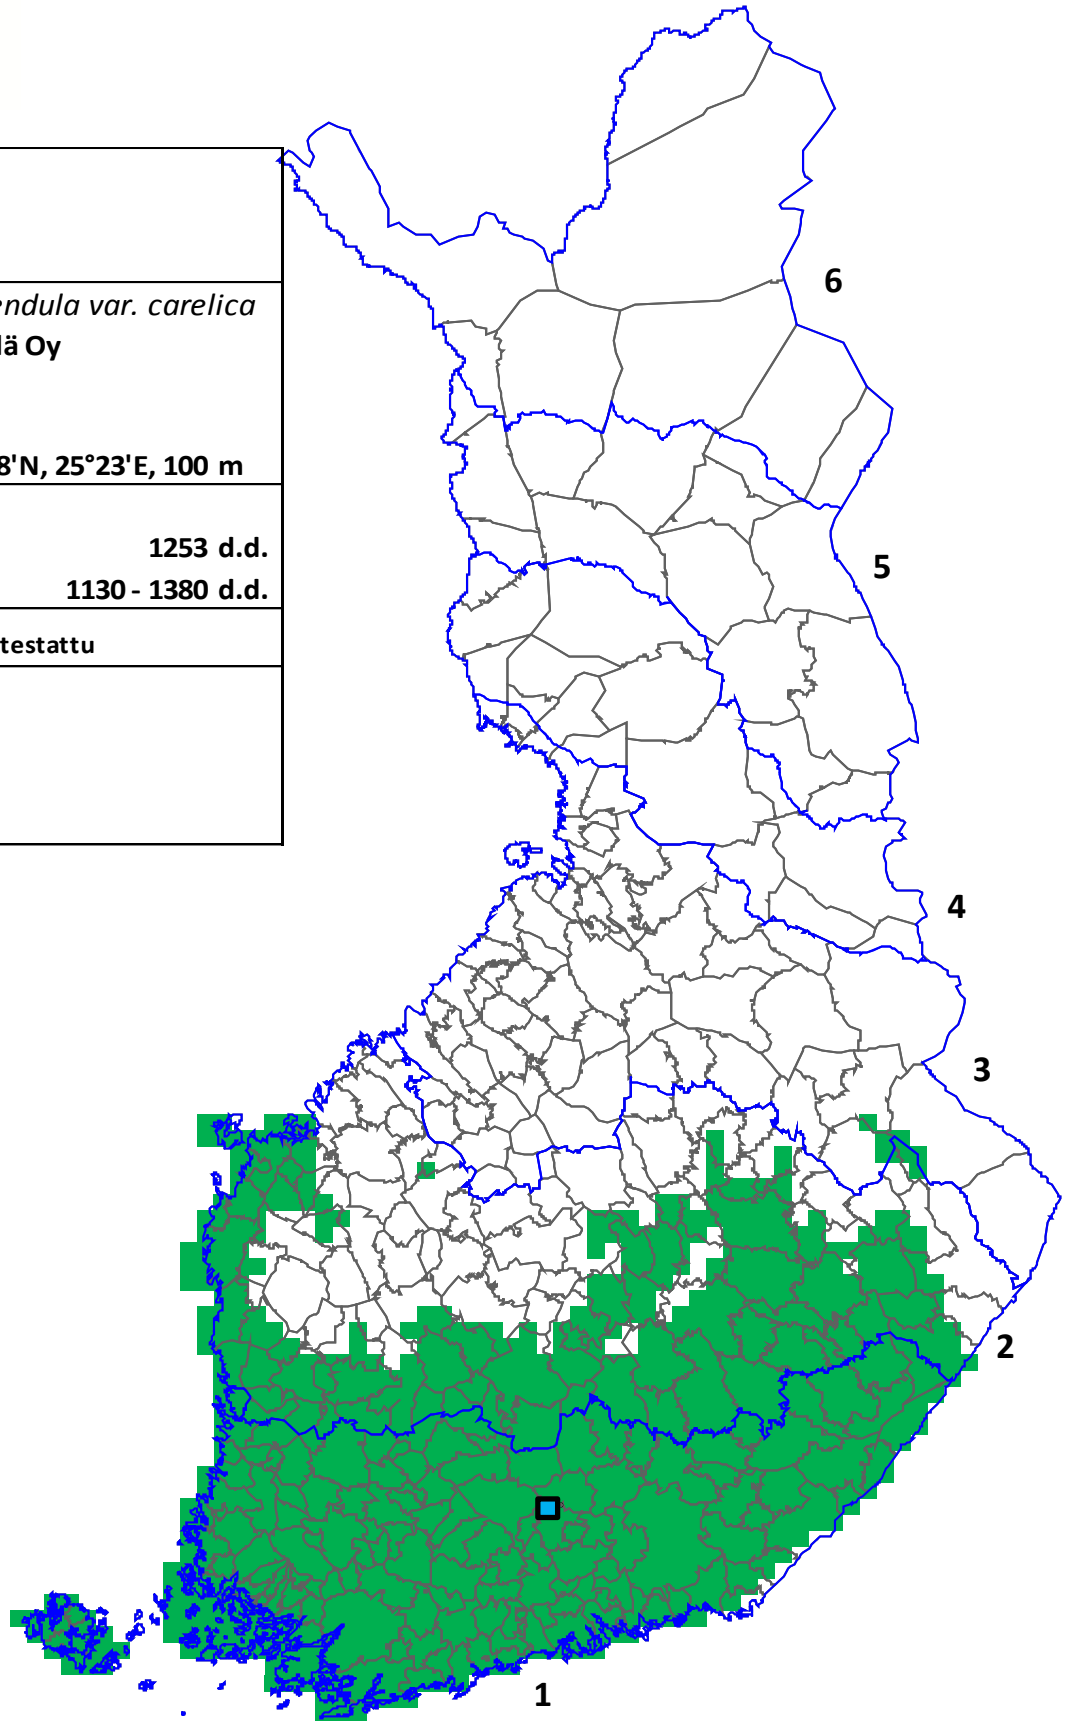 endula var. carelica
lä Oy
8'N, 25°23'E, 100 m
1253 d.d.
1130 - 1380 d.d.
testattu
6
5
4
3
2
1